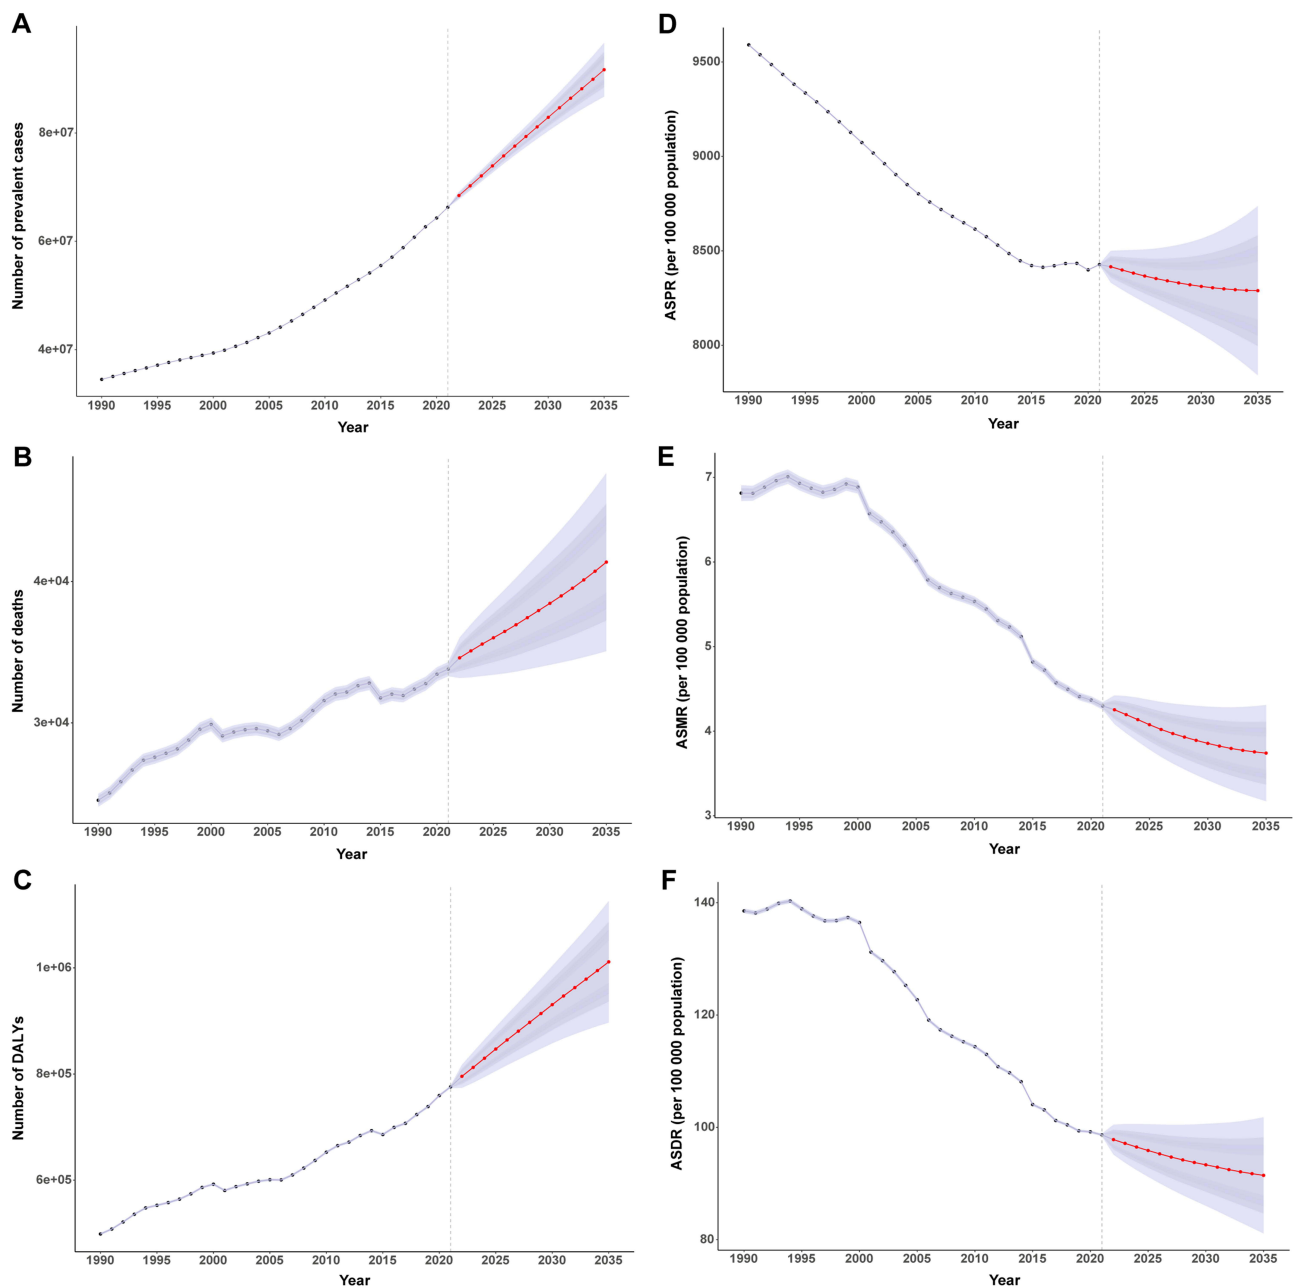 A
Number of prevalent cases
8e+07
6e+07
4e+07
1990 1995 2000 2005 2010 2015 2020 2025 2030 2035
Year
D
ASPR (per 100 000 population)
9500
9000
8500
8000
1990 1995 2000 2005 2010 2015 2020 2025 2030 2035
Year
B
Number of deaths
4e+04
3e+04
1990 1995 2000 2005 2010 2015 2020 2025 2030 2035
Year
E
ASMR (per 100 000 population)
7
6
5
4
3
1990 1995 2000 2005 2010 2015 2020 2025 2030 2035
Year
C
Number of DALYs
1e+06
8e+05
6e+05
1990 1995 2000 2005 2010 2015 2020 2025 2030 2035
Year
F
ASDR (per 100 000 population)
140
120
100
80
1990 1995 2000 2005 2010 2015 2020 2025 2030 2035
Year